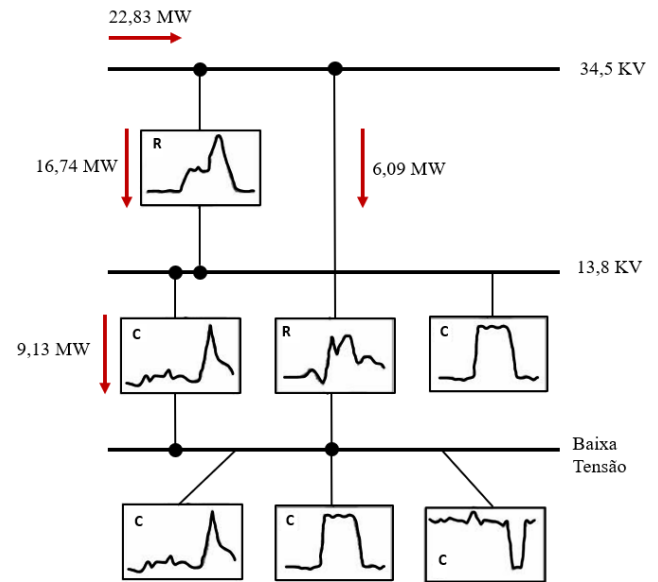 22,83 MW
34,5 KV
R
16,74 MW
6,09 MW
13,8 KV
C
R
C
9,13 MW
Baixa
Tensão
C
C
C